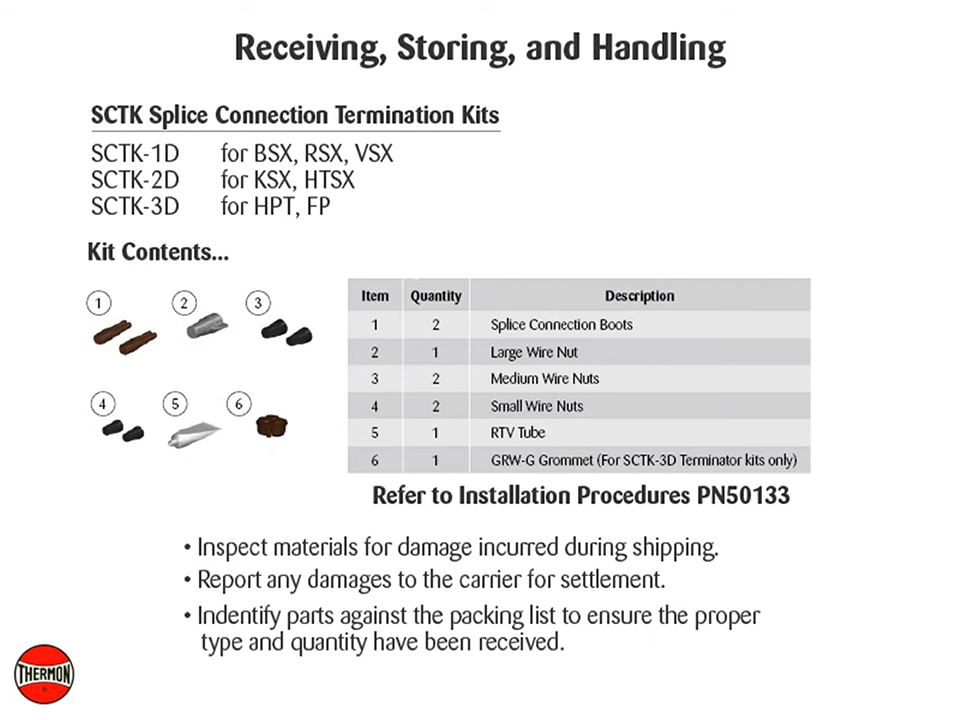 Receiving, Storing, and Handling
SCTK Splice Connection Termination Kits
SCTK-1D for BSX, RSX, VSX
SCTK-2D for KSX, HTSX
SCTK-3D for HPT, FP
Kit Contents...
1 2 3
4 5 6
Item Quantity Description
1 2 Splice Connection Boots
2 1 Large Wire Nut
3 2 Medium Wire Nuts
4 2 Small Wire Nuts
5 1 RTV Tube
6 1 GRW-G Grommet (For SCTK-3D Terminator kits only)
Refer to Installation Procedures PN50133
• Inspect materials for damage incurred during shipping.
• Report any damages to the carrier for settlement.
• Indentify parts against the packing list to ensure the proper
type and quantity have been received.
THERMON
®